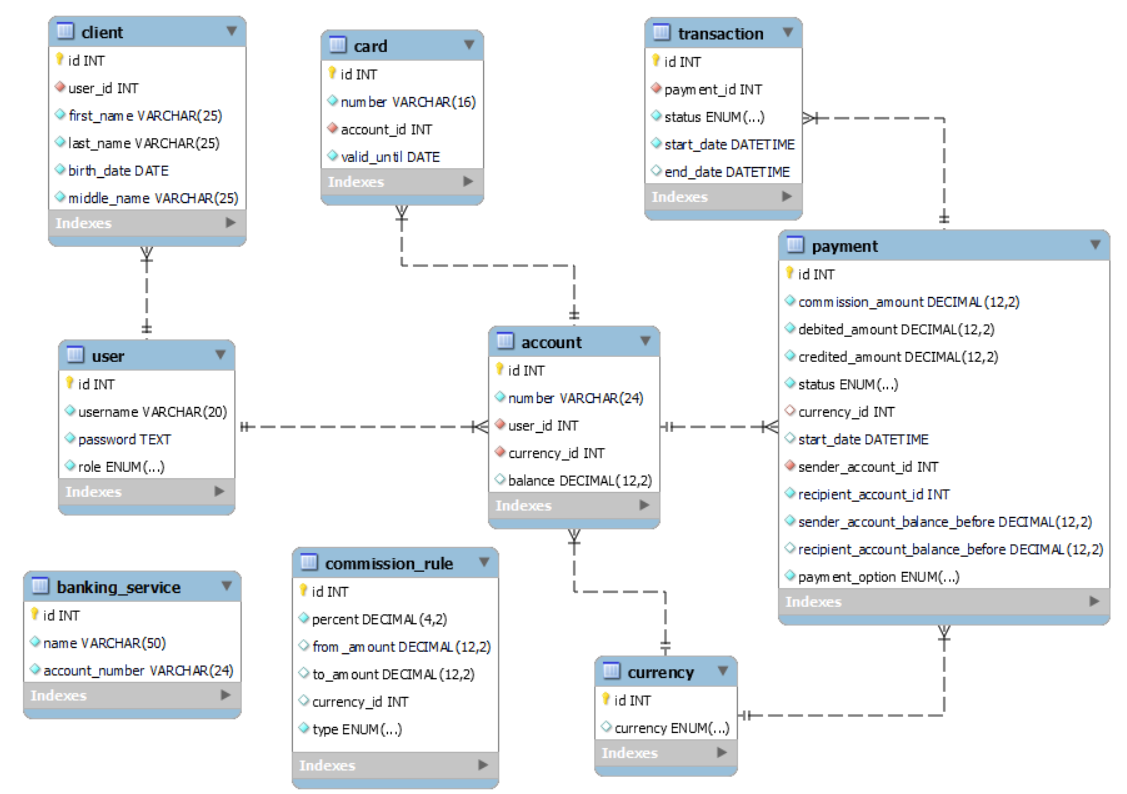 client
id INT
user_id INT
first_name VARCHAR(25)
last_name VARCHAR(25)
birth_date DATE
middle_name VARCHAR(25)
Indexes
card
id INT
number VARCHAR(16)
account_id INT
valid_until DATE
Indexes
transaction
id INT
payment_id INT
status ENUM(...)
start_date DATETIME
end_date DATETIME
Indexes
payment
id INT
commission_amount DECIMAL(12,2)
debited_amount DECIMAL(12,2)
credited_amount DECIMAL(12,2)
status ENUM(...)
currency_id INT
start_date DATETIME
sender_account_id INT
recipient_account_id INT
sender_account_balance_before DECIMAL(12,2)
recipient_account_balance_before DECIMAL(12,2)
payment_option ENUM(...)
Indexes
user
id INT
username VARCHAR(20)
password TEXT
role ENUM(...)
Indexes
account
id INT
number VARCHAR(24)
user_id INT
currency_id INT
balance DECIMAL(12,2)
Indexes
banking_service
id INT
name VARCHAR(50)
account_number VARCHAR(24)
Indexes
commission_rule
id INT
percent DECIMAL(4,2)
from_amount DECIMAL(12,2)
to_amount DECIMAL(12,2)
currency_id INT
type ENUM(...)
Indexes
currency
id INT
currency ENUM(...)
Indexes